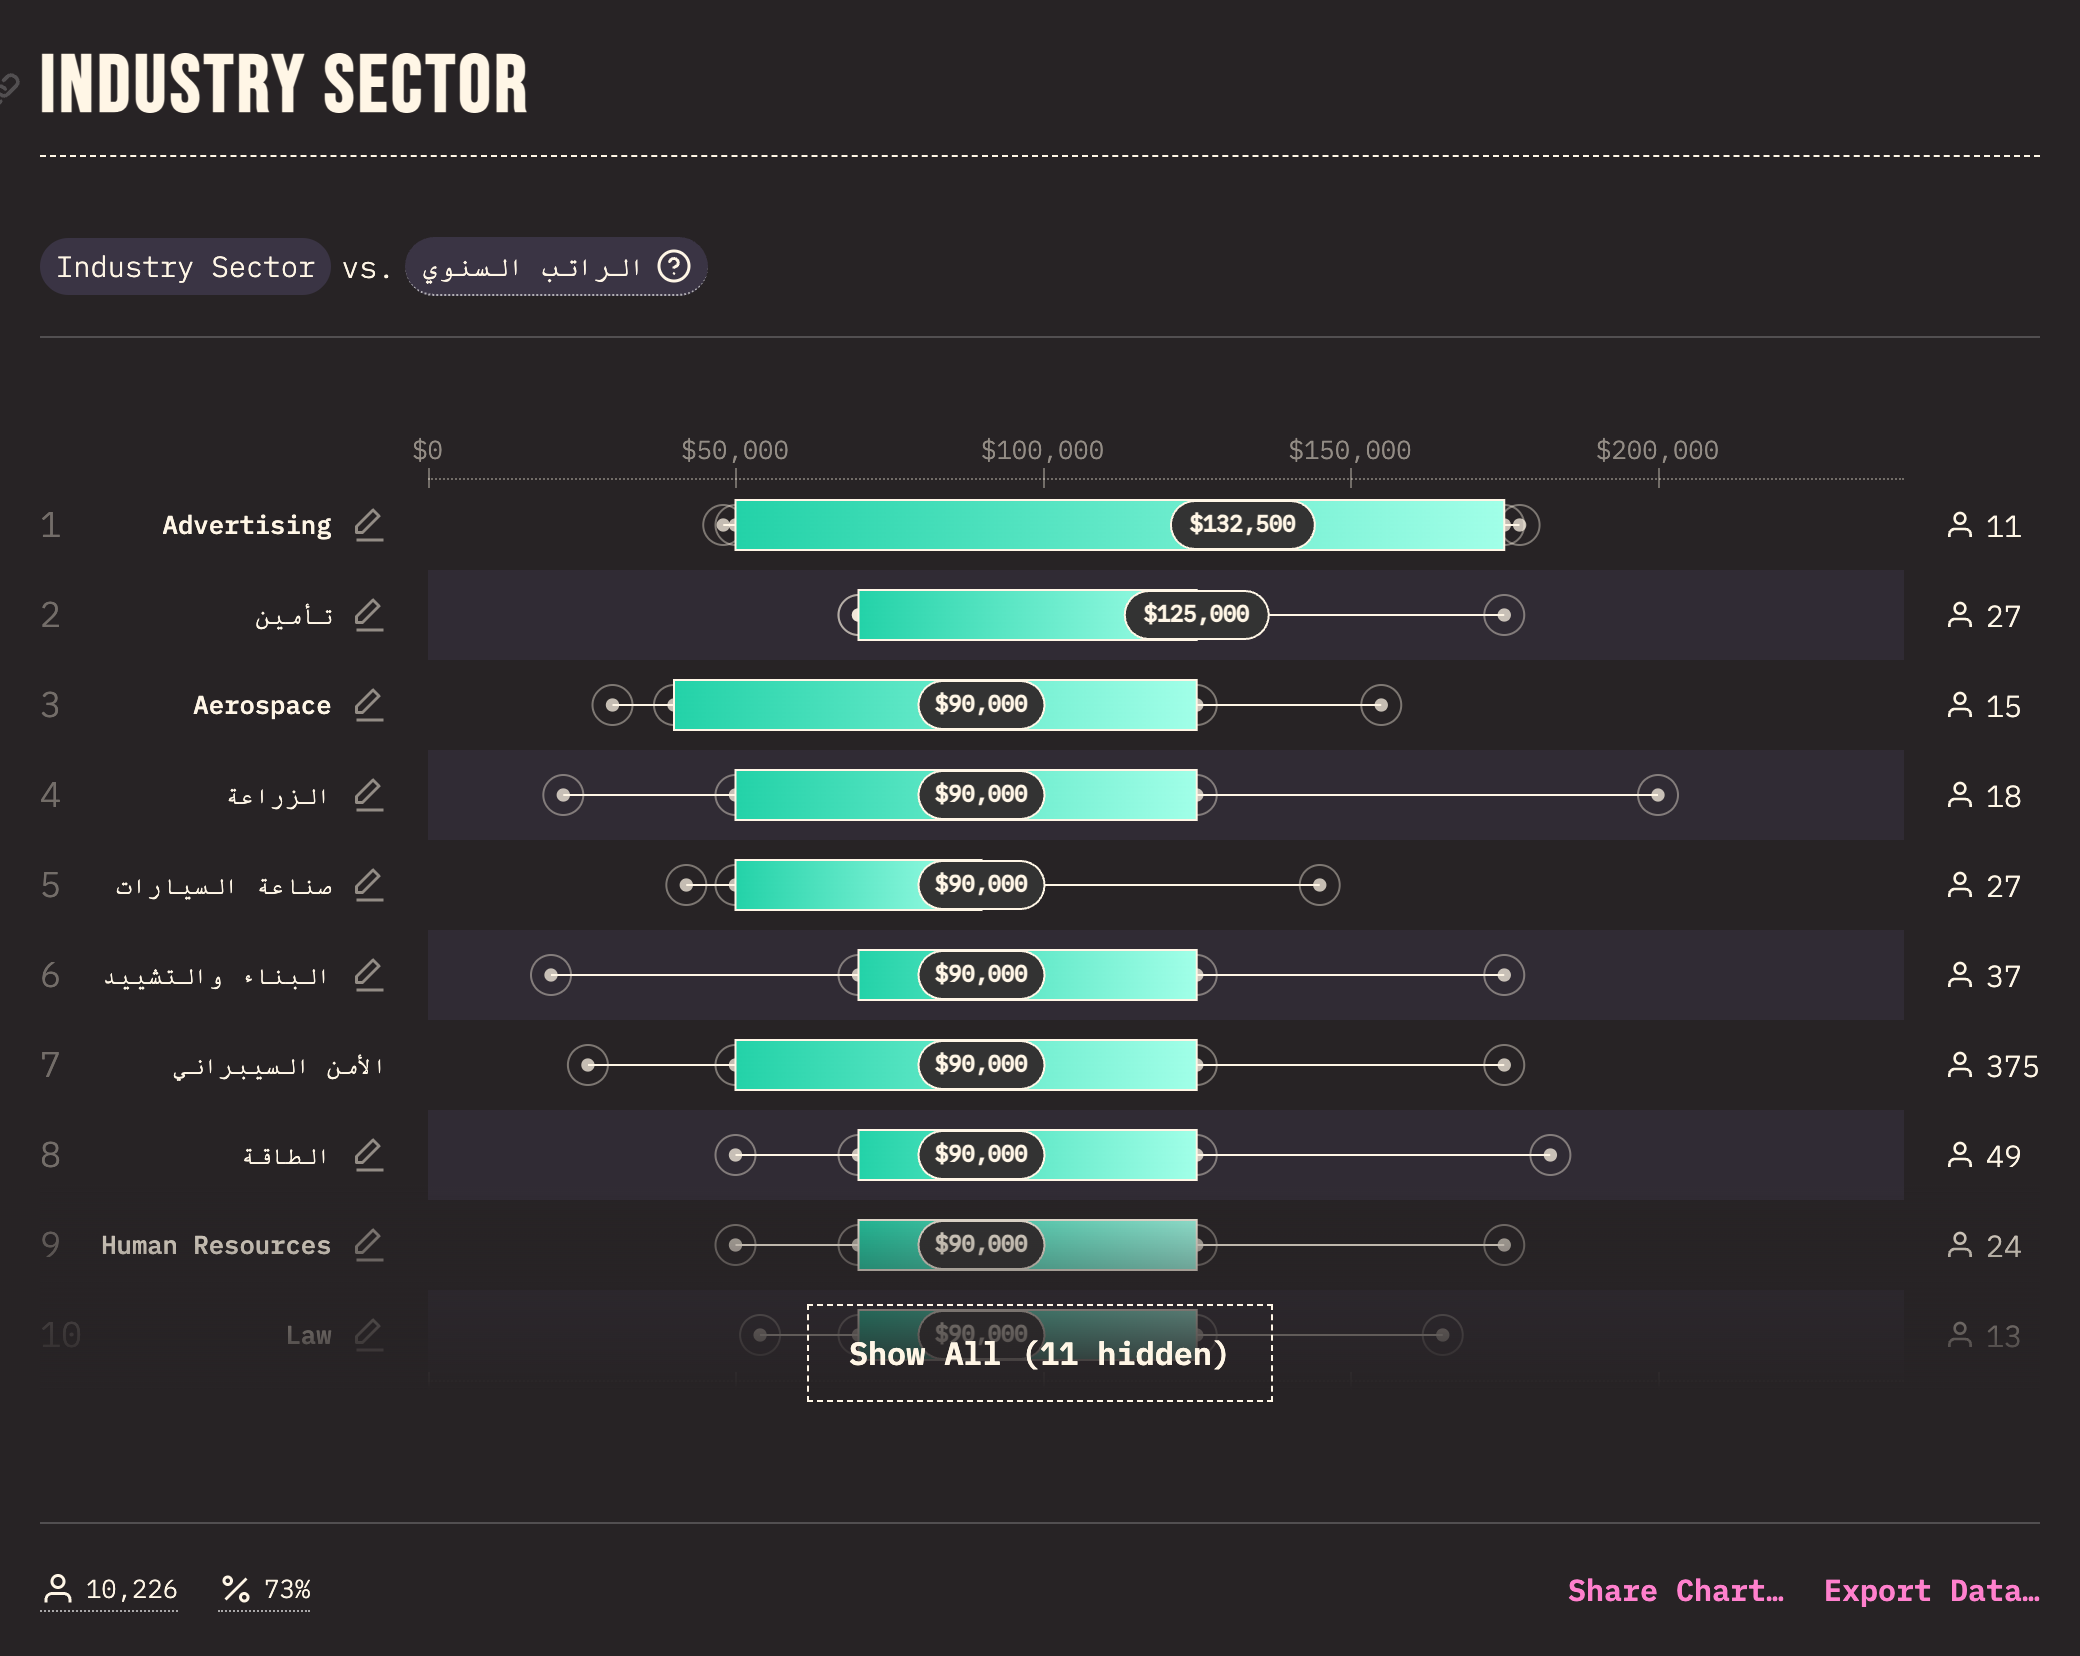 INDUSTRY SECTOR
Industry Sector vs. الراتب السنوي
$0 $50,000 $100,000 $150,000 $200,000
1 Advertising $132,500 11
2 تأمين $125,000 27
3 Aerospace $90,000 15
4 الزراعة $90,000 18
5 صناعة السيارات $90,000 27
6 البناء والتشييد $90,000 37
7 الأمن السيبراني $90,000 375
8 الطاقة $90,000 49
9 Human Resources $90,000 24
10 Law $90,000 13
Show All (11 hidden)
10,226 73% Share Chart… Export Data…